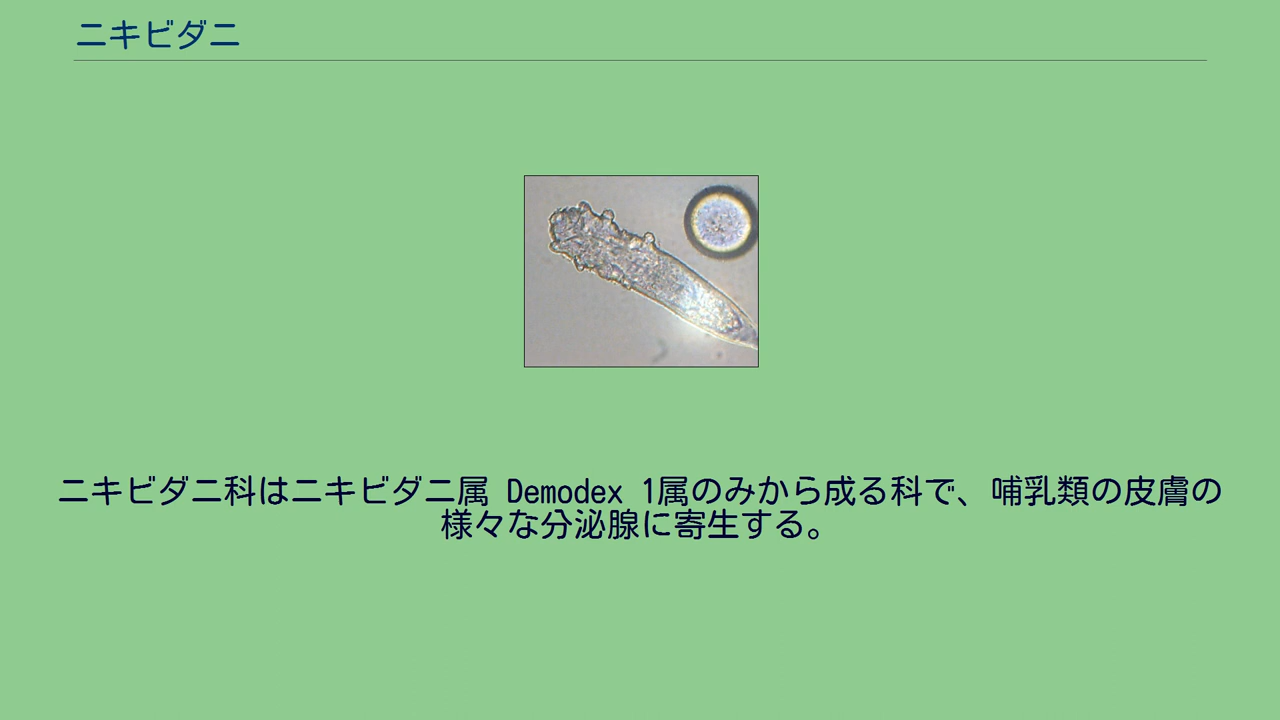 ニキビダニ
ニキビダニ科はニキビダニ属 Demodex 1属のみから成る科で、哺乳類の皮膚の
様々な分泌腺に寄生する。